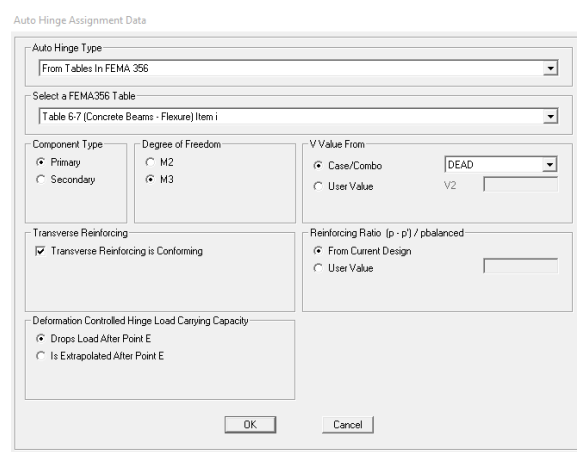 Auto Hinge Assignment Data
Auto Hinge Type
From Tables In FEMA 356
Select a FEMA356 Table
Table 6-7 (Concrete Beams - Flexure) Item i
Component Type
Primary
Secondary
Degree of Freedom
M2
M3
V Value From
Case/Combo
DEAD
User Value
V2
Transverse Reinforcing
Transverse Reinforcing is Conforming
Reinforcing Ratio (p - p') / pbalanced
From Current Design
User Value
Deformation Controlled Hinge Load Carrying Capacity
Drops Load After Point E
Is Extrapolated After Point E
OK
Cancel